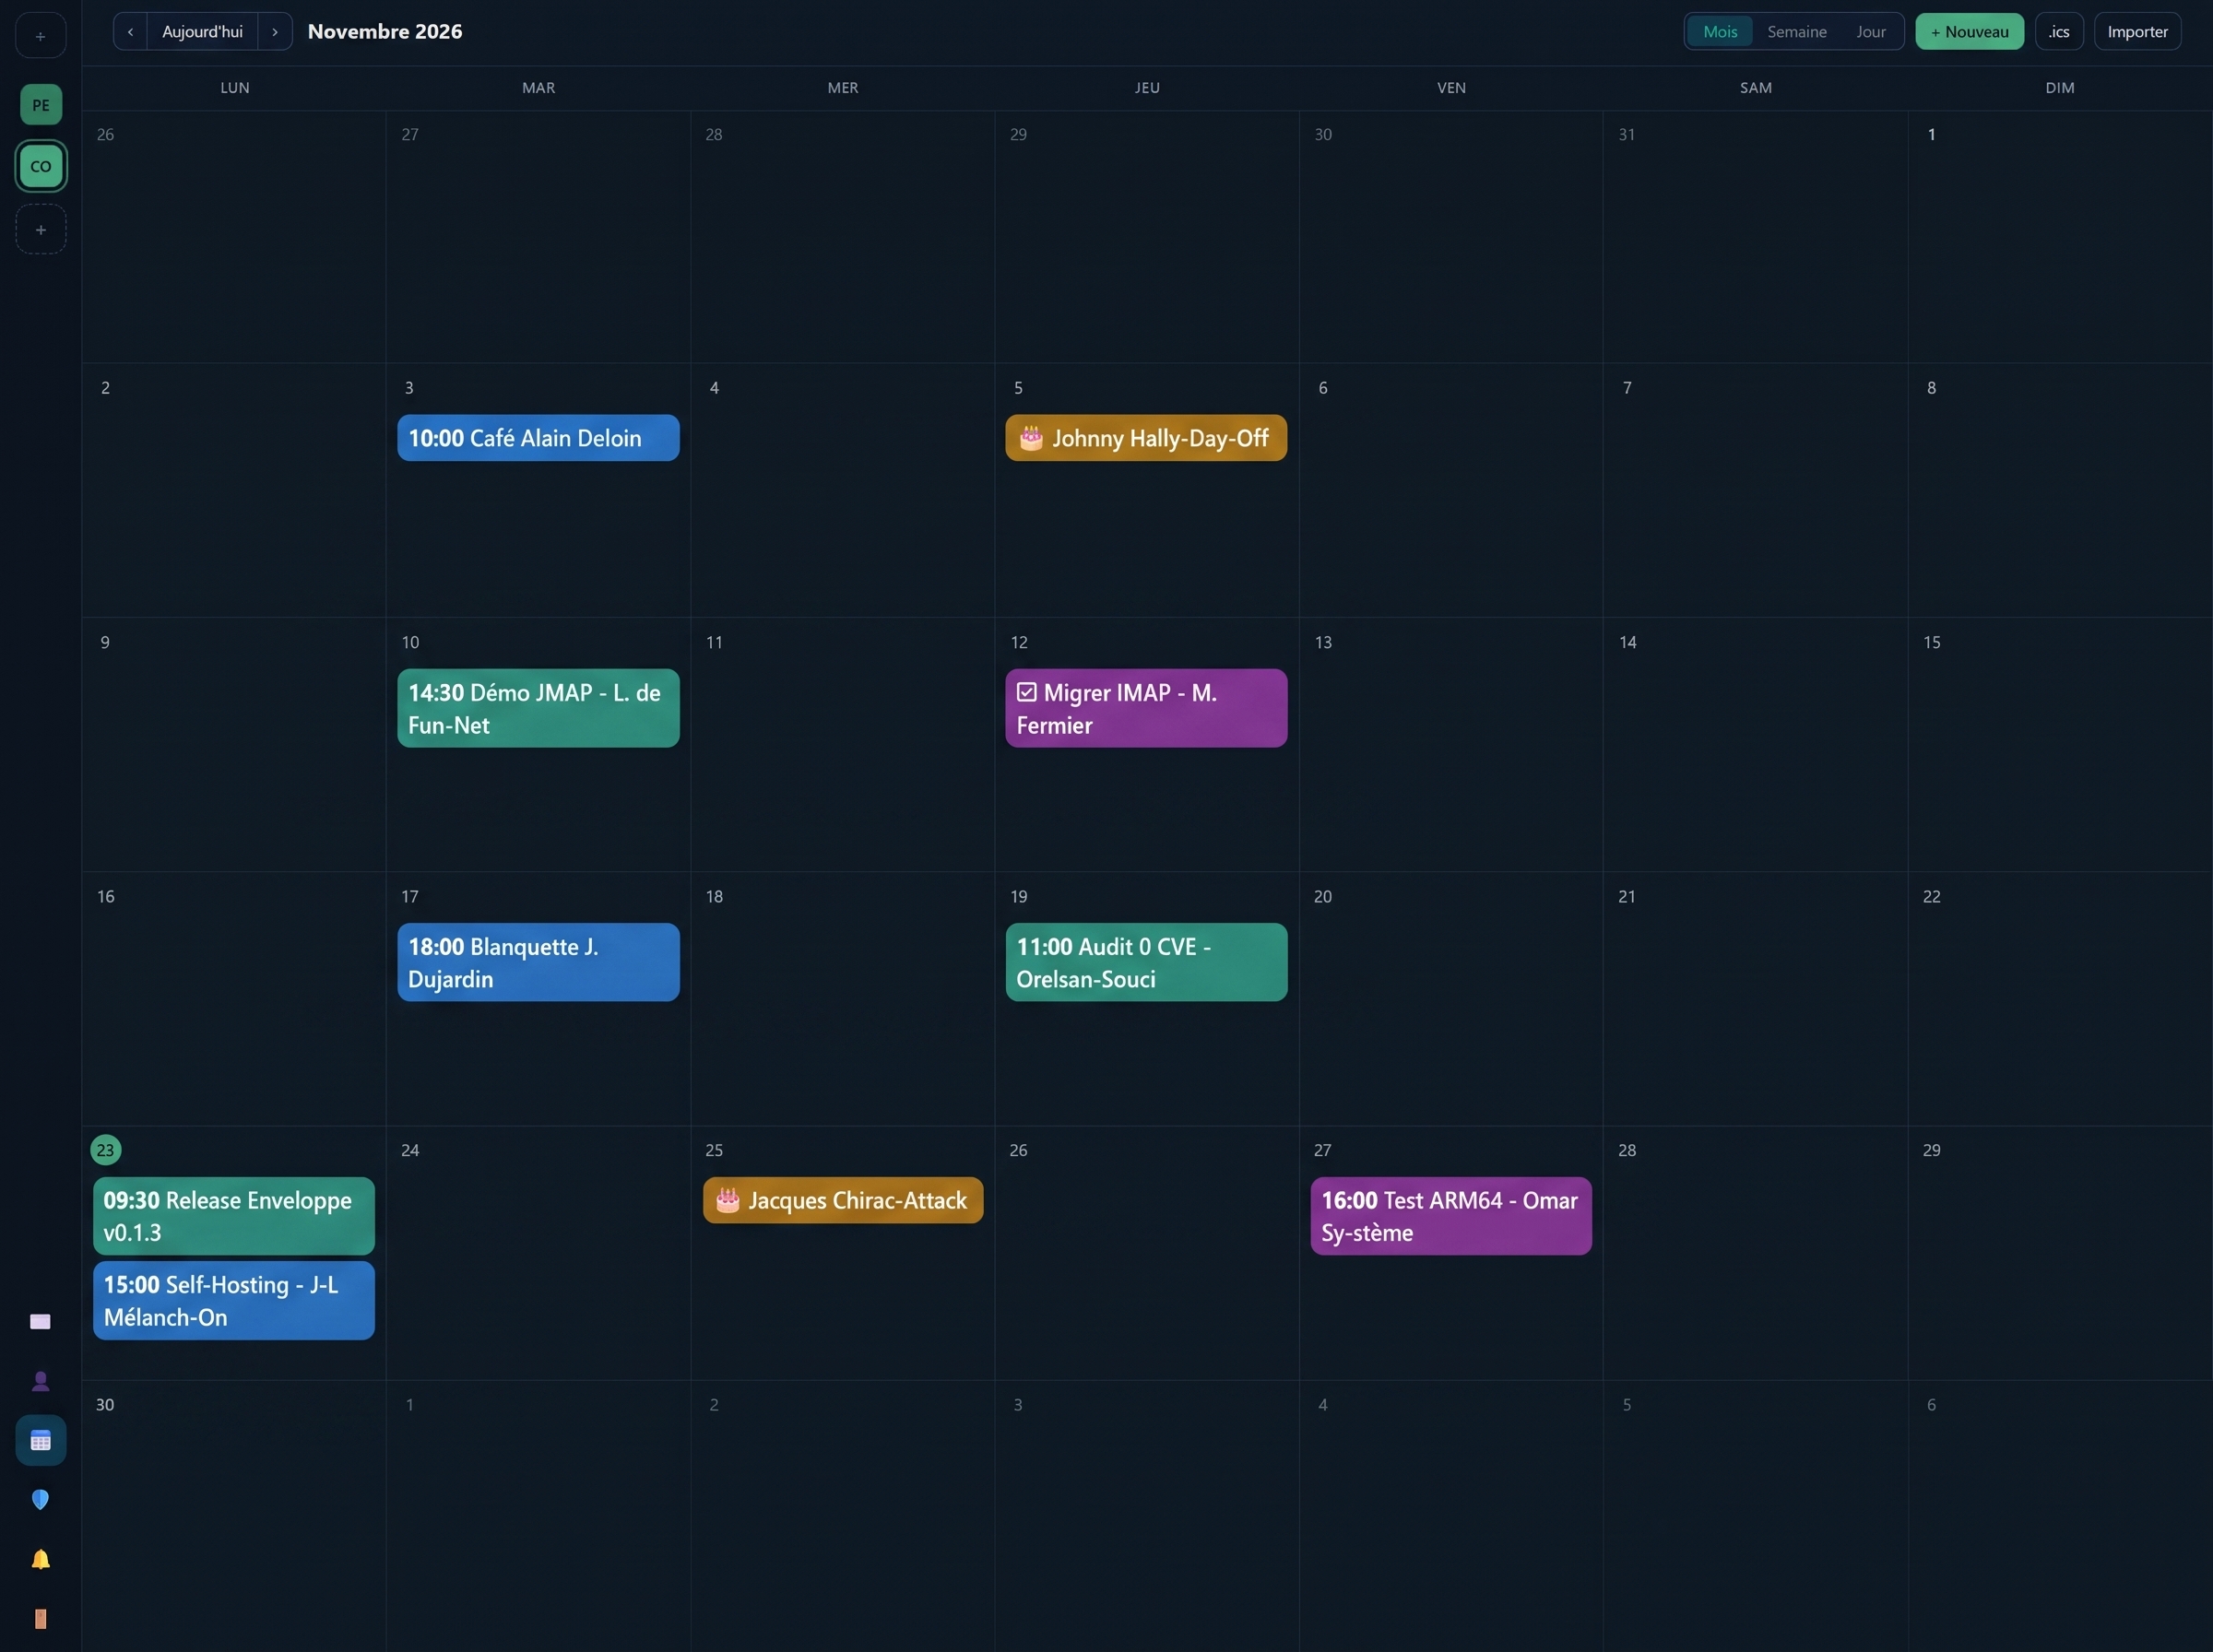 + ‹ Aujourd'hui › Novembre 2026 Mois Semaine Jour + Nouveau .ics Importer
PE
CO
+
LUN MAR MER JEU VEN SAM DIM
26 27 28 29 30 31 1
2 3 4 5 6 7 8
10:00 Café Alain Deloin
Johnny Hally-Day-Off
9 10 11 12 13 14 15
14:30 Démo JMAP - L. de
Fun-Net
Migrer IMAP - M.
Fermier
16 17 18 19 20 21 22
18:00 Blanquette J.
Dujardin
11:00 Audit 0 CVE -
Orelsan-Souci
23 24 25 26 27 28 29
09:30 Release Enveloppe
v0.1.3
15:00 Self-Hosting - J-L
Mélanch-On
Jacques Chirac-Attack
16:00 Test ARM64 - Omar
Sy-stème
30 1 2 3 4 5 6